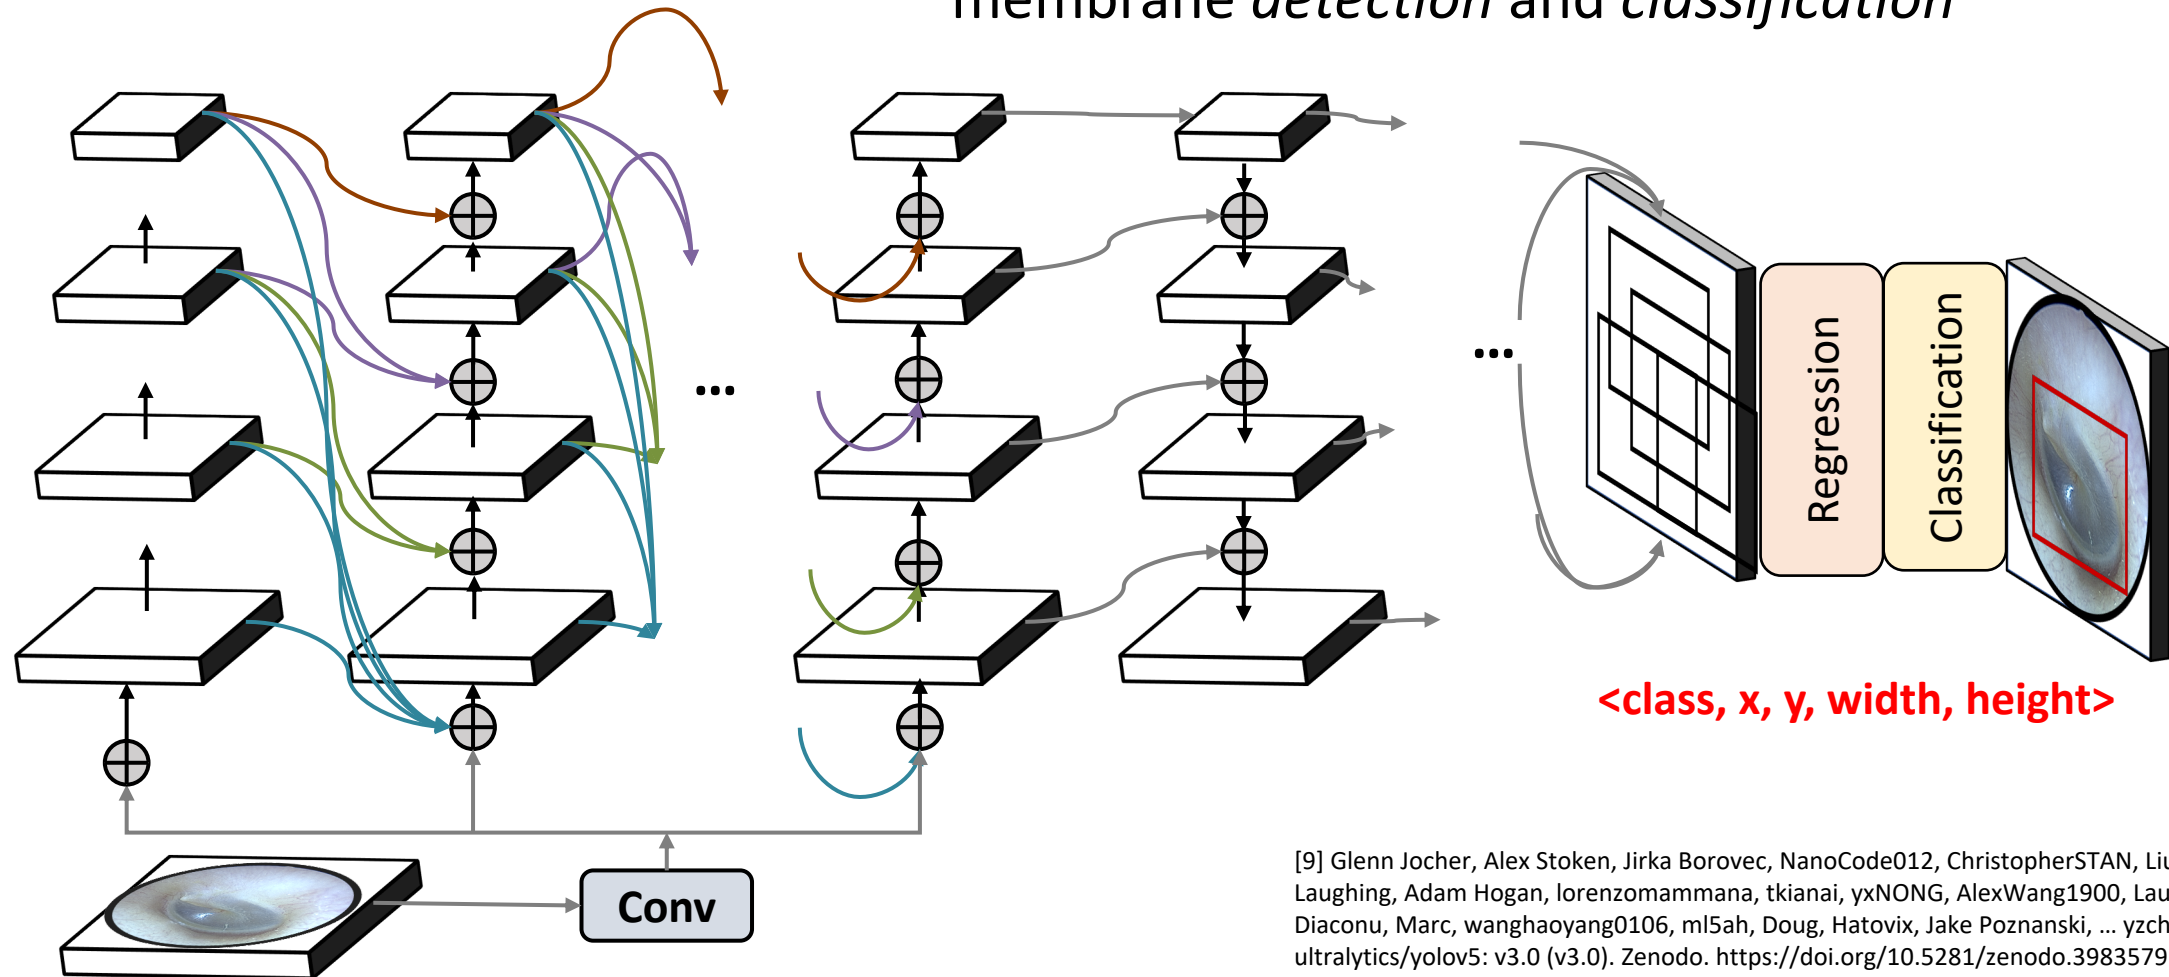 membrane detection and classification
...
...
Regression
Classification
<class, x, y, width, height>
Conv
[9] Glenn Jocher, Alex Stoken, Jirka Borovec, NanoCode012, ChristopherSTAN,
Laughing, Adam Hogan, lorenzomammana, tkianai, yxNONG, AlexWang1900,
Diaconu, Marc, wanghaoyang0106, ml5ah, Doug, Hatovix, Jake Poznanski, ...
ultralytics/yolov5: v3.0 (v3.0). Zenodo. https://doi.org/10.5281/zenodo.3983579